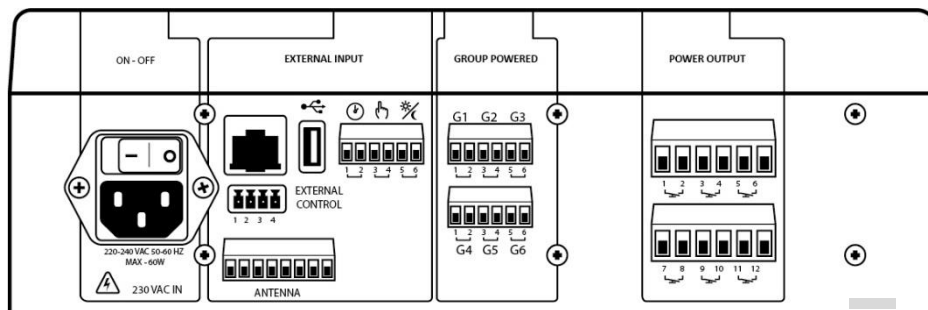 ON - OFF
EXTERNAL INPUT
GROUP POWERED
POWER OUTPUT
G1 G2 G3
1 2 3 4 5 6
1 2 3 4 5 6
1 2 3 4 5 6
EXTERNAL
CONTROL
1 2 3 4
1 2 3 4 5 6
G4 G5 G6
220-240 VAC 50-60 HZ
MAX - 60W
7 8 9 10 11 12
230 VAC IN
ANTENNA